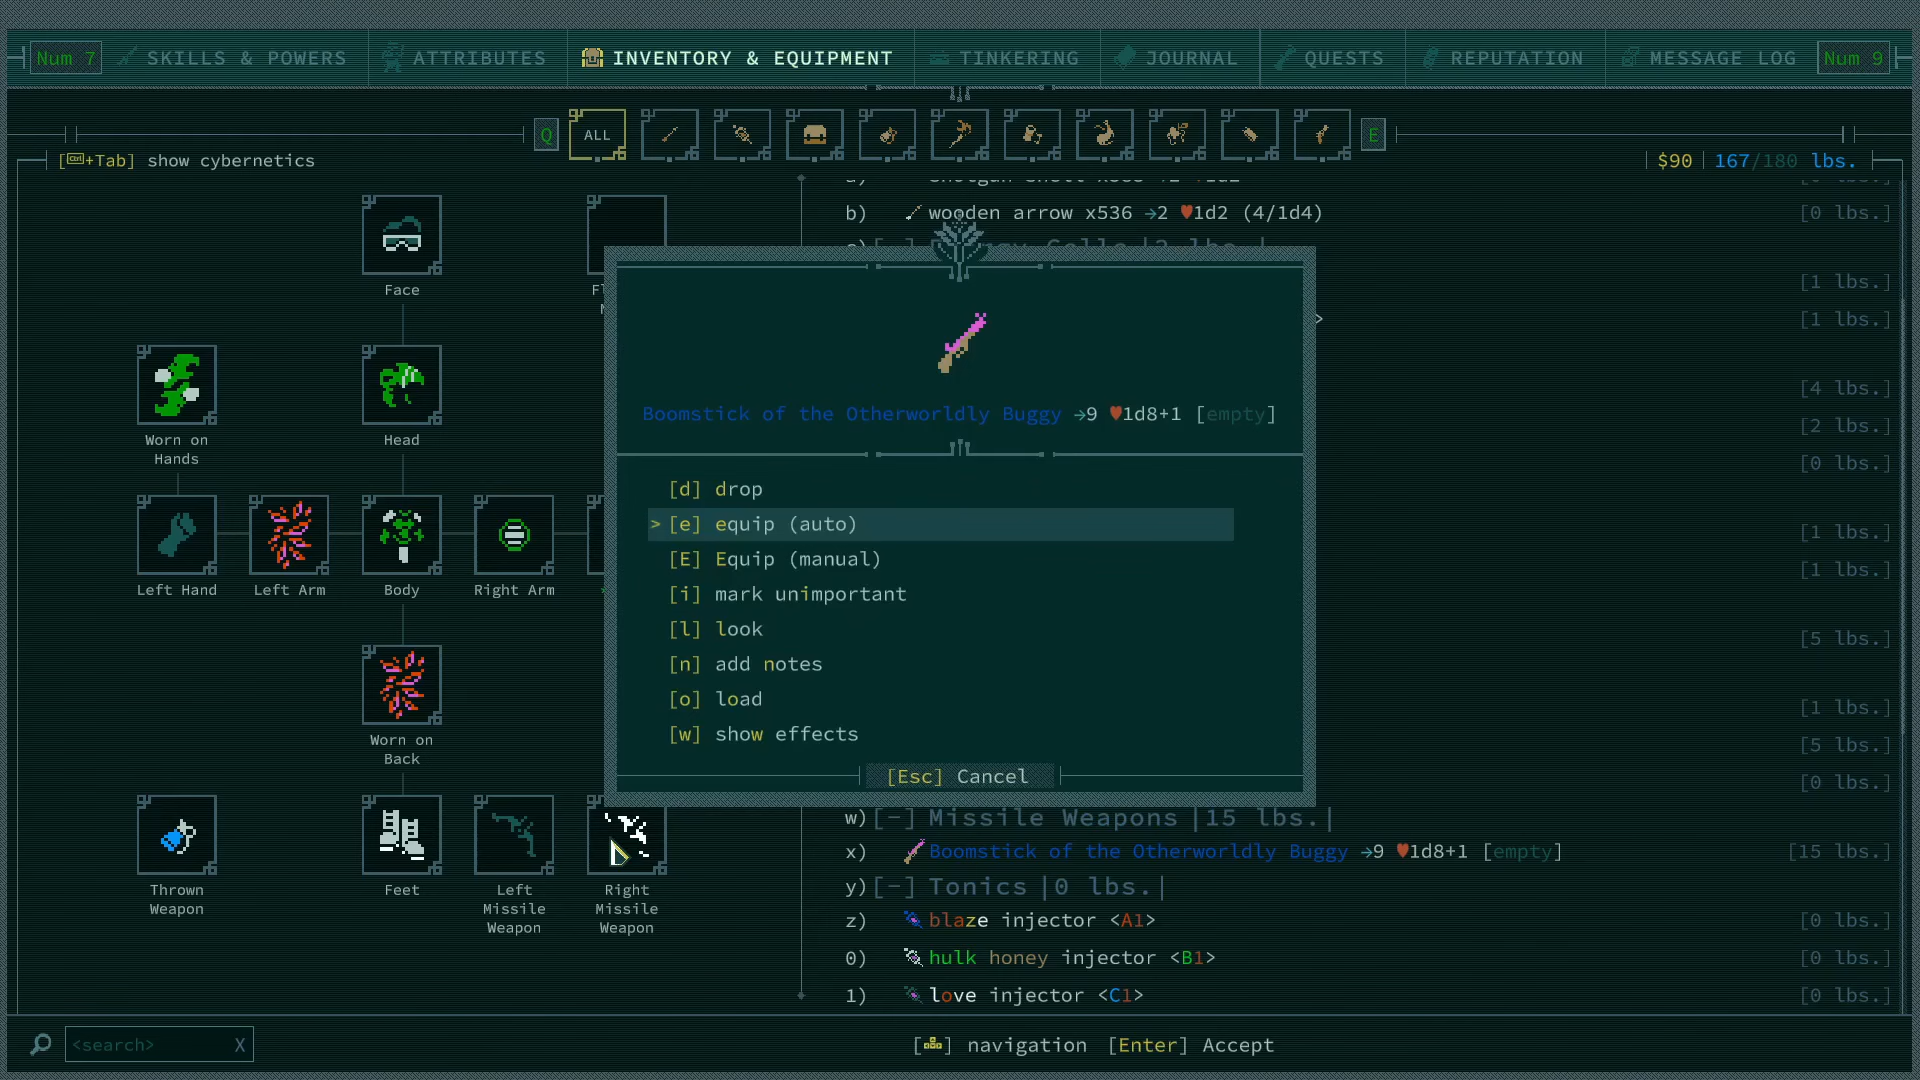 Num 7 SKILLS & POWERS ATTRIBUTES INVENTORY & EQUIPMENT TINKERING JOURNAL QUESTS REPUTATION MESSAGE LOG Num 9
Q ALL E
[Ctrl+Tab] show cybernetics
$90 167/180 lbs.
b) wooden arrow x536 →2 ♥1d2 (4/1d4) [0 lbs.]
[1 lbs.]
[1 lbs.]
[4 lbs.]
[2 lbs.]
[0 lbs.]
[1 lbs.]
[1 lbs.]
[5 lbs.]
[1 lbs.]
[5 lbs.]
[0 lbs.]
Face
Worn on
Hands
Head
Left Hand
Left Arm
Body
Right Arm
Worn on
Back
Thrown
Weapon
Feet
Left
Missile
Weapon
Right
Missile
Weapon
Boomstick of the Otherworldly Buggy →9 ♥1d8+1 [empty]
[d] drop
> [e] equip (auto)
[E] Equip (manual)
[i] mark unimportant
[l] look
[n] add notes
[o] load
[w] show effects
[Esc] Cancel
w) [-] Missile Weapons |15 lbs.|
x) Boomstick of the Otherworldly Buggy →9 ♥1d8+1 [empty] [15 lbs.]
y) [-] Tonics |0 lbs.|
z) blaze injector <A1> [0 lbs.]
0) hulk honey injector <B1> [0 lbs.]
1) love injector <C1> [0 lbs.]
<search> X
navigation [Enter] Accept